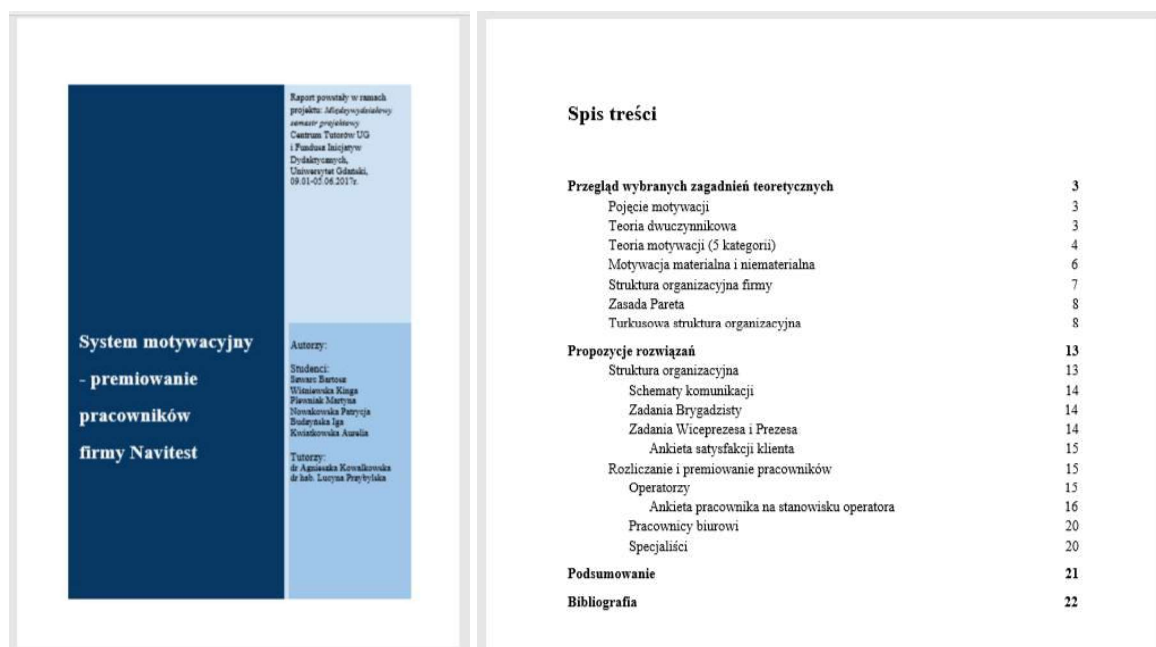 Raport powstały w ramach
projektu: Międzywydziałowy
semestr projektowy
Centrum Tutorów UG
i Fundusz Inicjatyw
Dydaktycznych,
Uniwersytet Gdański,
09.01-05.06.2017r.
System motywacyjny
- premiowanie
pracowników
firmy Navitest
Autorzy:
Studenci:
Szwarc Bartosz
Wiśniewska Kinga
Plawniak Martyna
Nowakowska Patrycja
Budzyńska Iga
Kwiatkowska Aurelia
Tutorzy:
dr Agnieszka Kowalkowska
dr hab. Lucyna Przybylska
Spis treści
Przegląd wybranych zagadnień teoretycznych 3
Pojęcie motywacji 3
Teoria dwuczynnikowa 3
Teoria motywacji (5 kategorii) 4
Motywacja materialna i niematerialna 6
Struktura organizacyjna firmy 7
Zasada Pareta 8
Turkusowa struktura organizacyjna 8
Propozycje rozwiązań 13
Struktura organizacyjna 13
Schematy komunikacji 14
Zadania Brygadzisty 14
Zadania Wiceprezesa i Prezesa 14
Ankieta satysfakcji klienta 15
Rozliczanie i premiowanie pracowników 15
Operatorzy 15
Ankieta pracownika na stanowisku operatora 16
Pracownicy biurowi 20
Specjaliści 20
Podsumowanie 21
Bibliografia 22